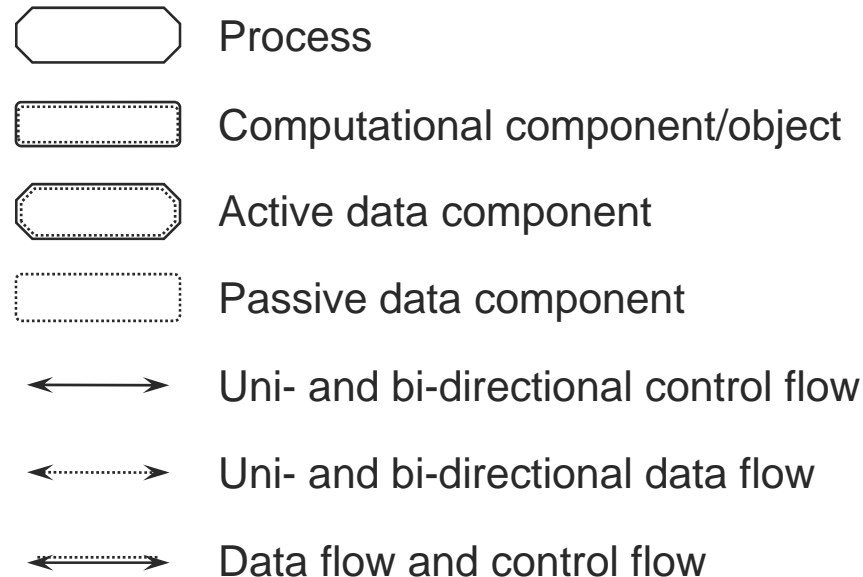 Process
Computational component/object
Active data component
Passive data component
Uni- and bi-directional control flow
Uni- and bi-directional data flow
Data flow and control flow